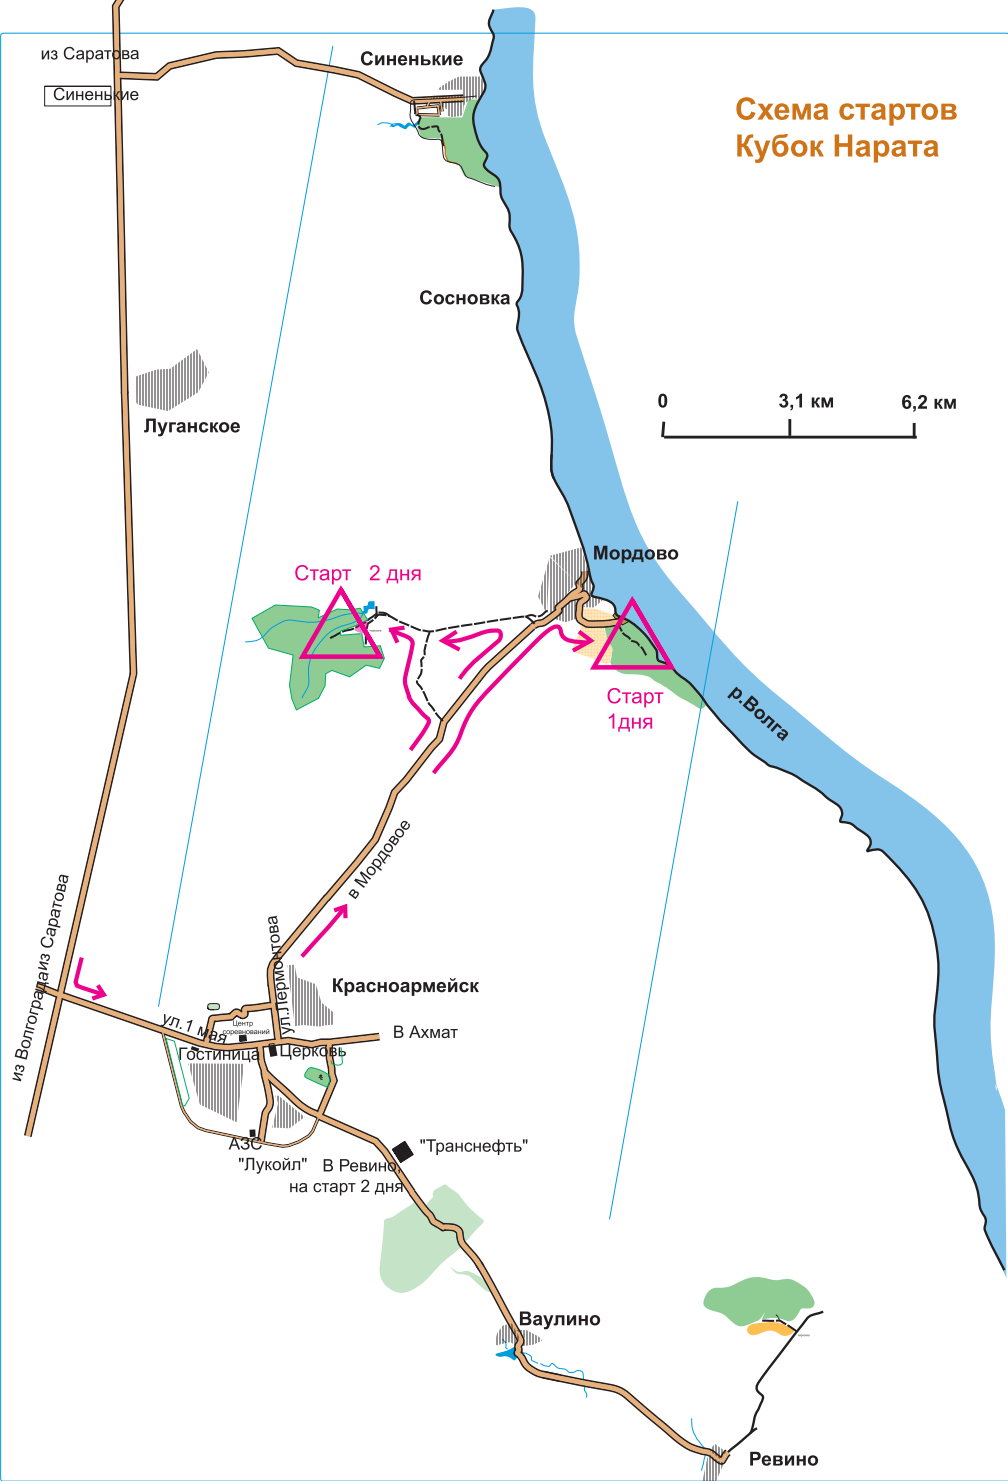 из Саратова
Синенькие
Синенькие
Схема стартов
Кубок Нарата
Сосновка
0
3,1 км
6,2 км
Луганское
Мордово
Старт 2 дня
Старт
1дня
р.Волга
в Мордовое
из Волгограда
из Саратова
ул.Лермонтова
Красноармейск
ул.1 мая
Центр
соревнований
В Ахмат
Гостиница
Церковь
АЗС
"Лукойл"
"Транснефть"
В Ревино,
на старт 2 дня
Ваулино
Ревино